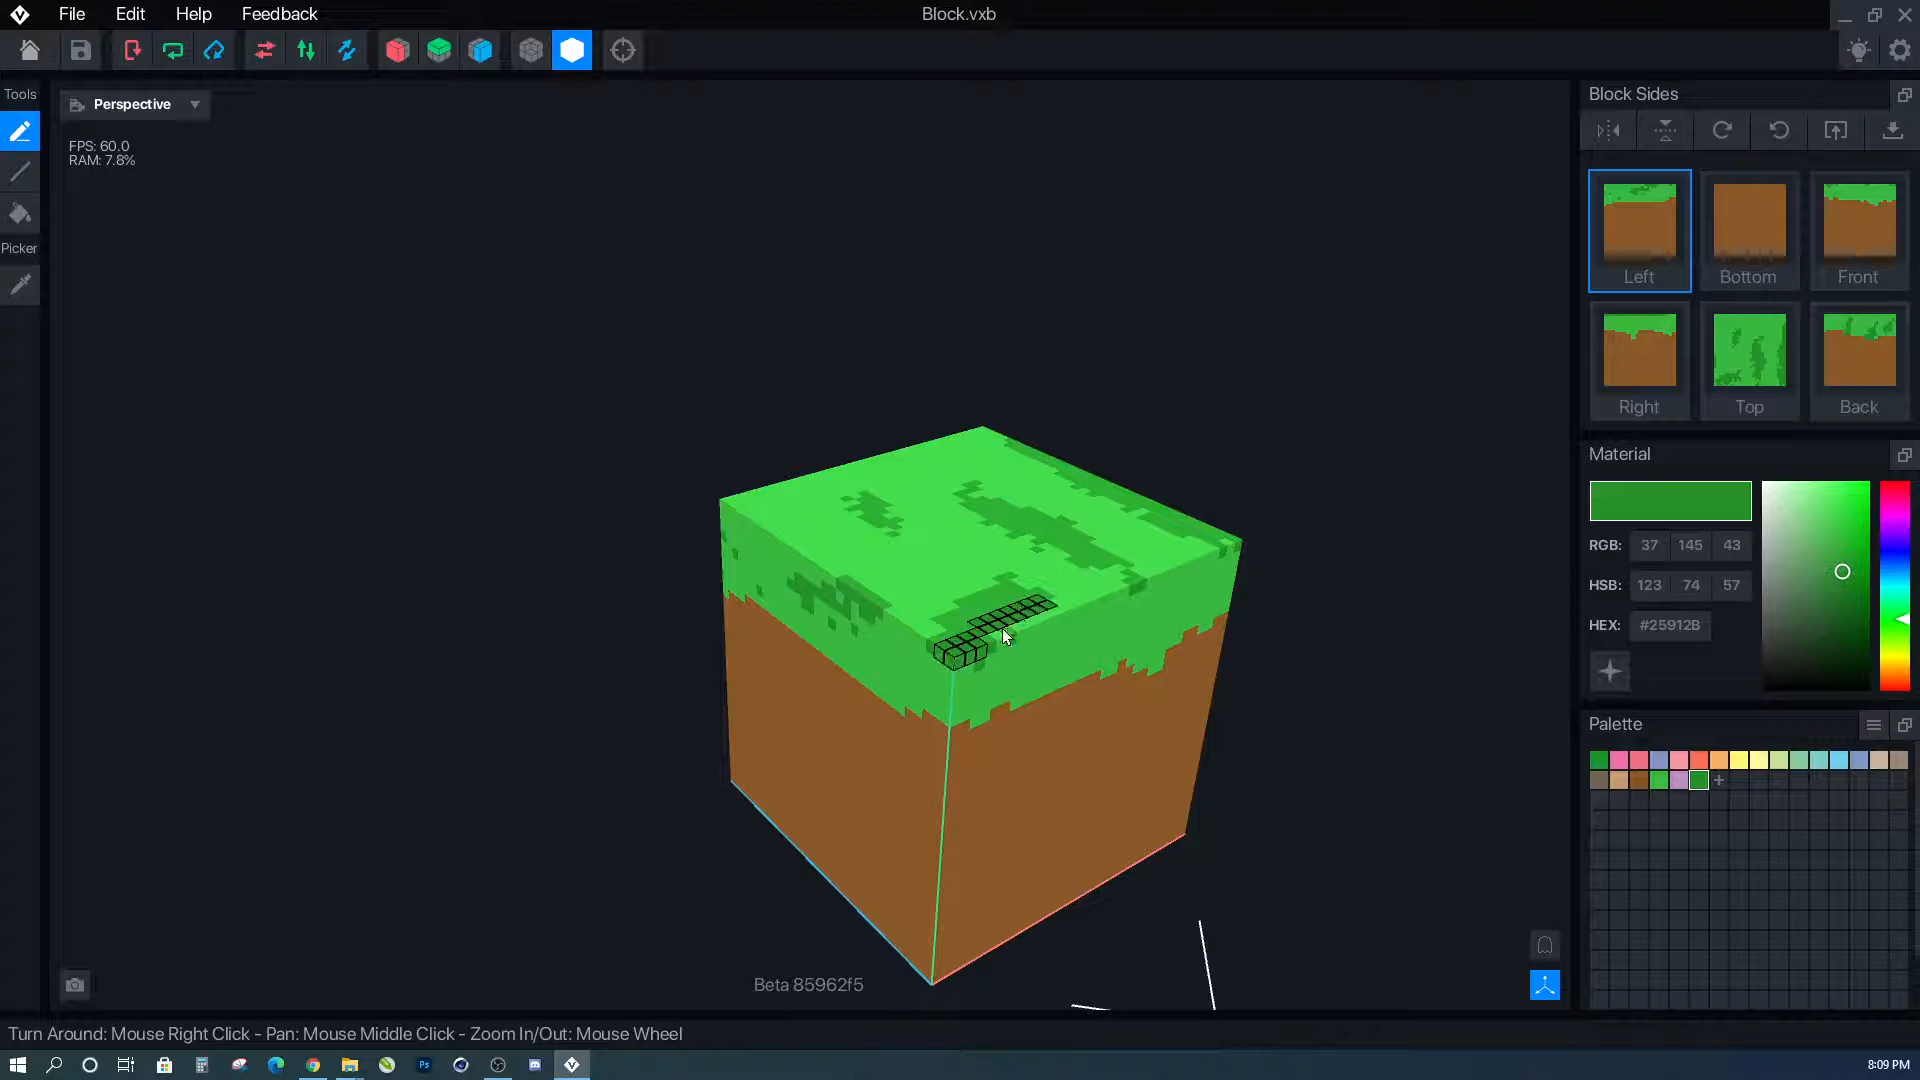 File Edit Help Feedback
Block.vxb
Tools
Perspective
FPS: 60.0
RAM: 7.8%
Picker
Block Sides
Left Bottom Front
Right Top Back
Material
RGB: 37 145 43
HSB: 123 74 57
HEX: #25912B
Palette
Beta 85962f5
Turn Around: Mouse Right Click - Pan: Mouse Middle Click - Zoom In/Out: Mouse Wheel
Ps
8:09 PM